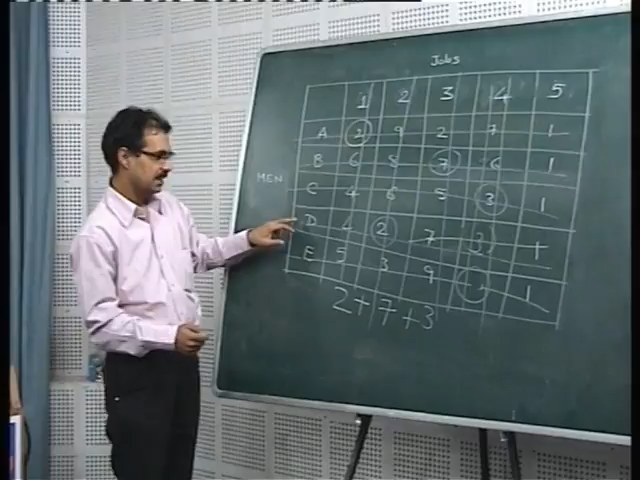 Jobs
1 2 3 4 5
A 2 9 2 7 1
MEN
B 6 8 7 6 1
C 4 6 5 3 1
D 4 2 7 3 1
E 5 3 9 1
2+7+3